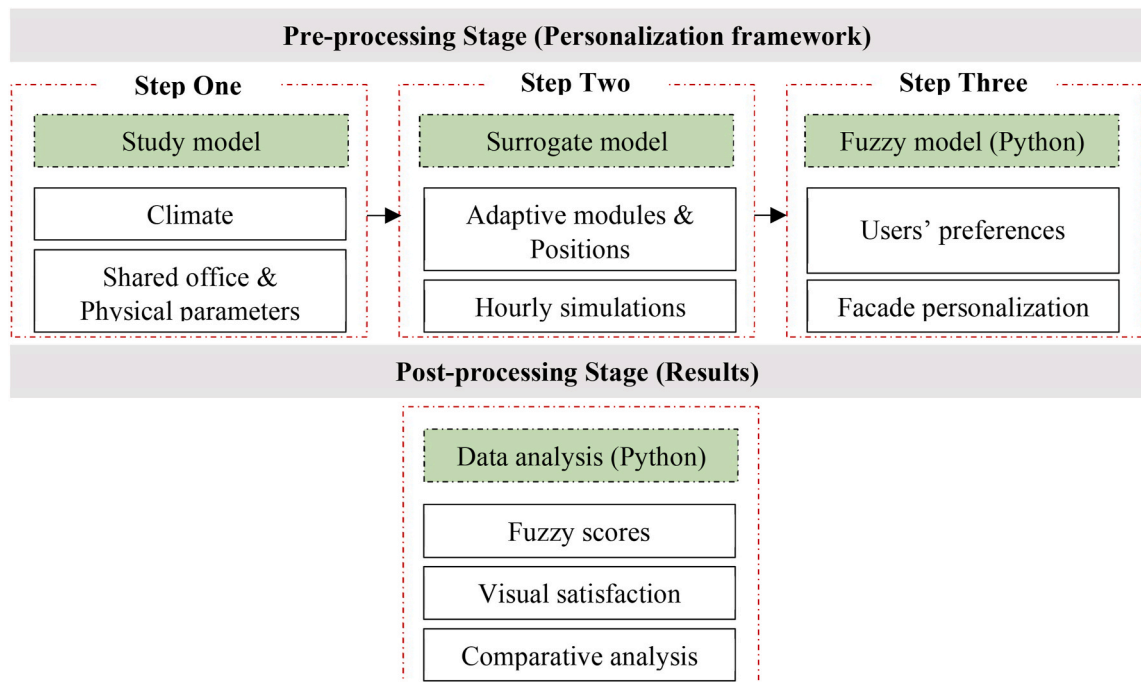 Pre-processing Stage (Personalization framework)
Step One
Study model
Climate
Shared office &
Physical parameters
Step Two
Surrogate model
Adaptive modules &
Positions
Hourly simulations
Step Three
Fuzzy model (Python)
Users’ preferences
Facade personalization
Post-processing Stage (Results)
Data analysis (Python)
Fuzzy scores
Visual satisfaction
Comparative analysis